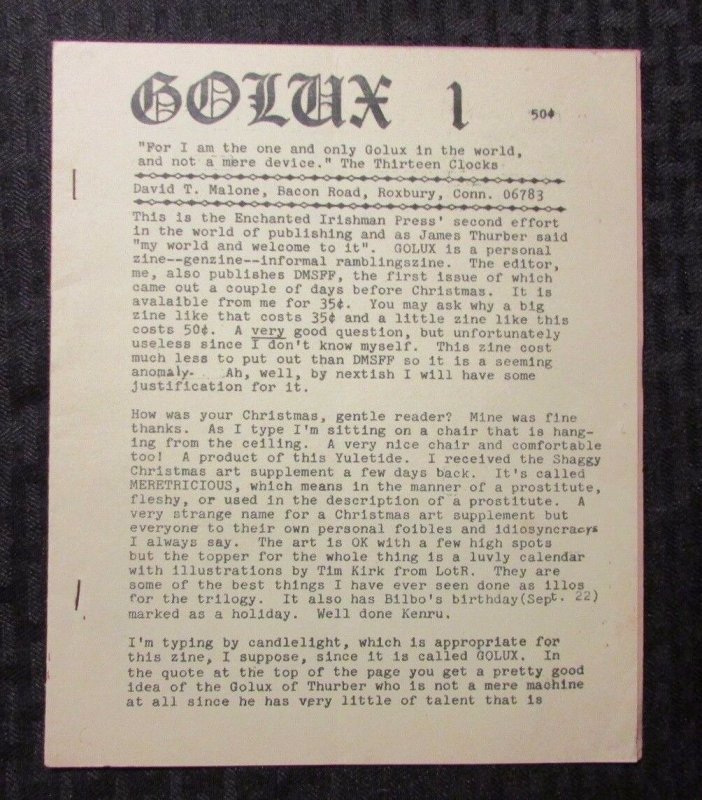 GOLUX 1 50¢
"For I am the one and only Golux in the world,
and not a mere device." The Thirteen Clocks
David T. Malone, Bacon Road, Roxbury, Conn. 06783
This is the Enchanted Irishman Press' second effort
in the world of publishing and as James Thurber said
"my world and welcome to it". GOLUX is a personal
zine--genzine--informal ramblingszine. The editor,
me, also publishes DMSFF, the first issue of which
came out a couple of days before Christmas. It is
avalaible from me for 35¢. You may ask why a big
zine like that costs 35¢ and a little zine like this
costs 50¢. A very good question, but unfortunately
useless since I don't know myself. This zine cost
much less to put out than DMSFF so it is a seeming
anomaly. Ah, well, by nextish I will have some
justification for it.
How was your Christmas, gentle reader? Mine was fine
thanks. As I type I'm sitting on a chair that is hang-
ing from the ceiling. A very nice chair and comfortable
too! A product of this Yuletide. I received the Shaggy
Christmas art supplement a few days back. It's called
MERETRICIOUS, which means in the manner of a prostitute,
fleshy, or used in the description of a prostitute. A
very strange name for a Christmas art supplement but
everyone to their own personal foibles and idiosyncracys
I always say. The art is OK with a few high spots
but the topper for the whole thing is a luvly calendar
with illustrations by Tim Kirk from LotR. They are
some of the best things I have ever seen done as illos
for the trilogy. It also has Bilbo's birthday(Sept. 22)
marked as a holiday. Well done Kenru.
I'm typing by candlelight, which is appropriate for
this zine, I suppose, since it is called GOLUX. In
the quote at the top of the page you get a pretty good
idea of the Golux of Thurber who is not a mere machine
at all since he has very little of talent that is